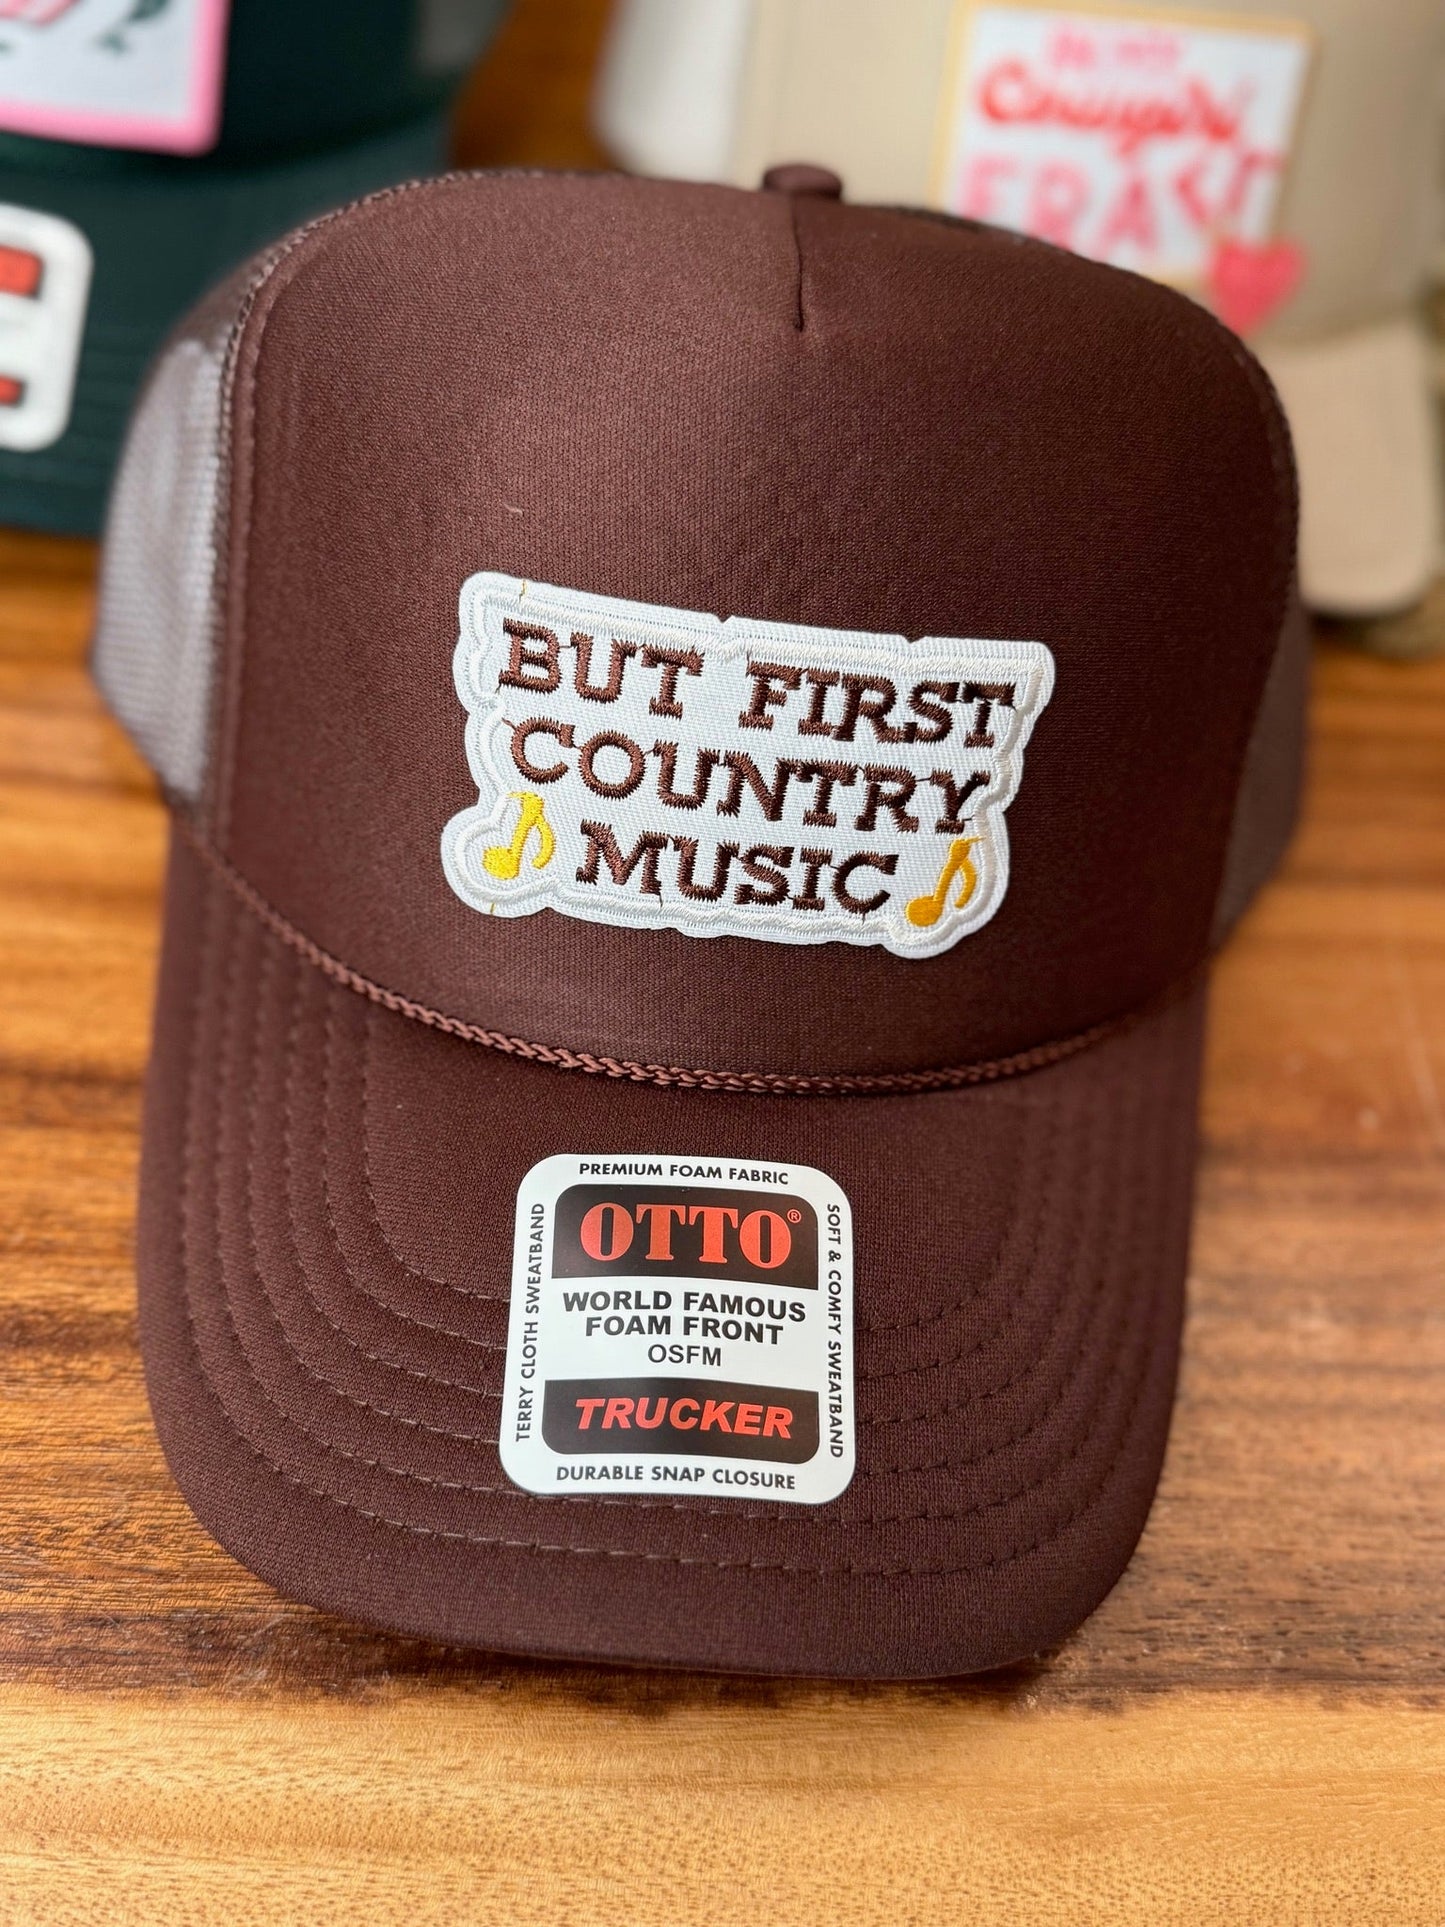 Cowgirl
BUT FIRST
COUNTRY
MUSIC
PREMIUM FOAM FABRIC
TERRY CLOTH SWEATBAND
OTTO®
WORLD FAMOUS
FOAM FRONT
OSFM
TRUCKER
SOFT & COMFY SWEATBAND
DURABLE SNAP CLOSURE